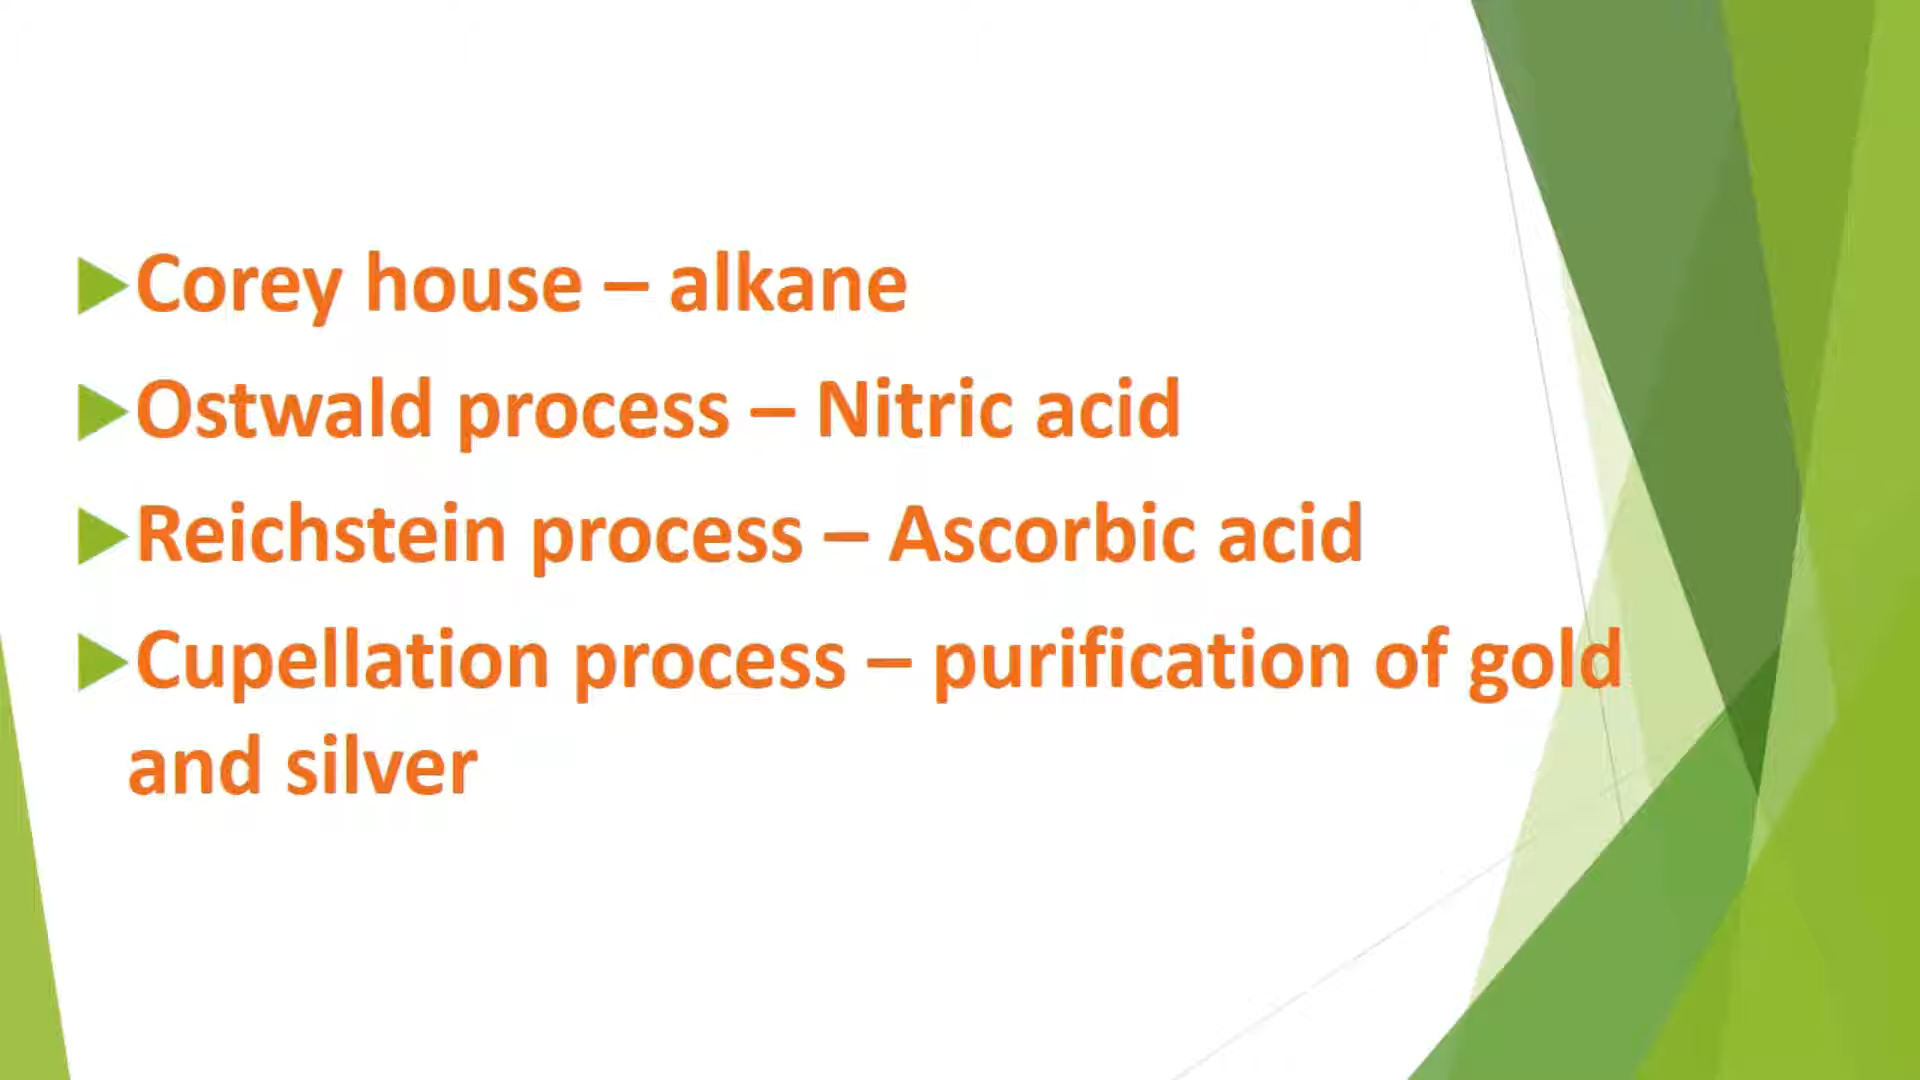 Corey house – alkane
Ostwald process – Nitric acid
Reichstein process – Ascorbic acid
Cupellation process – purification of gold
and silver